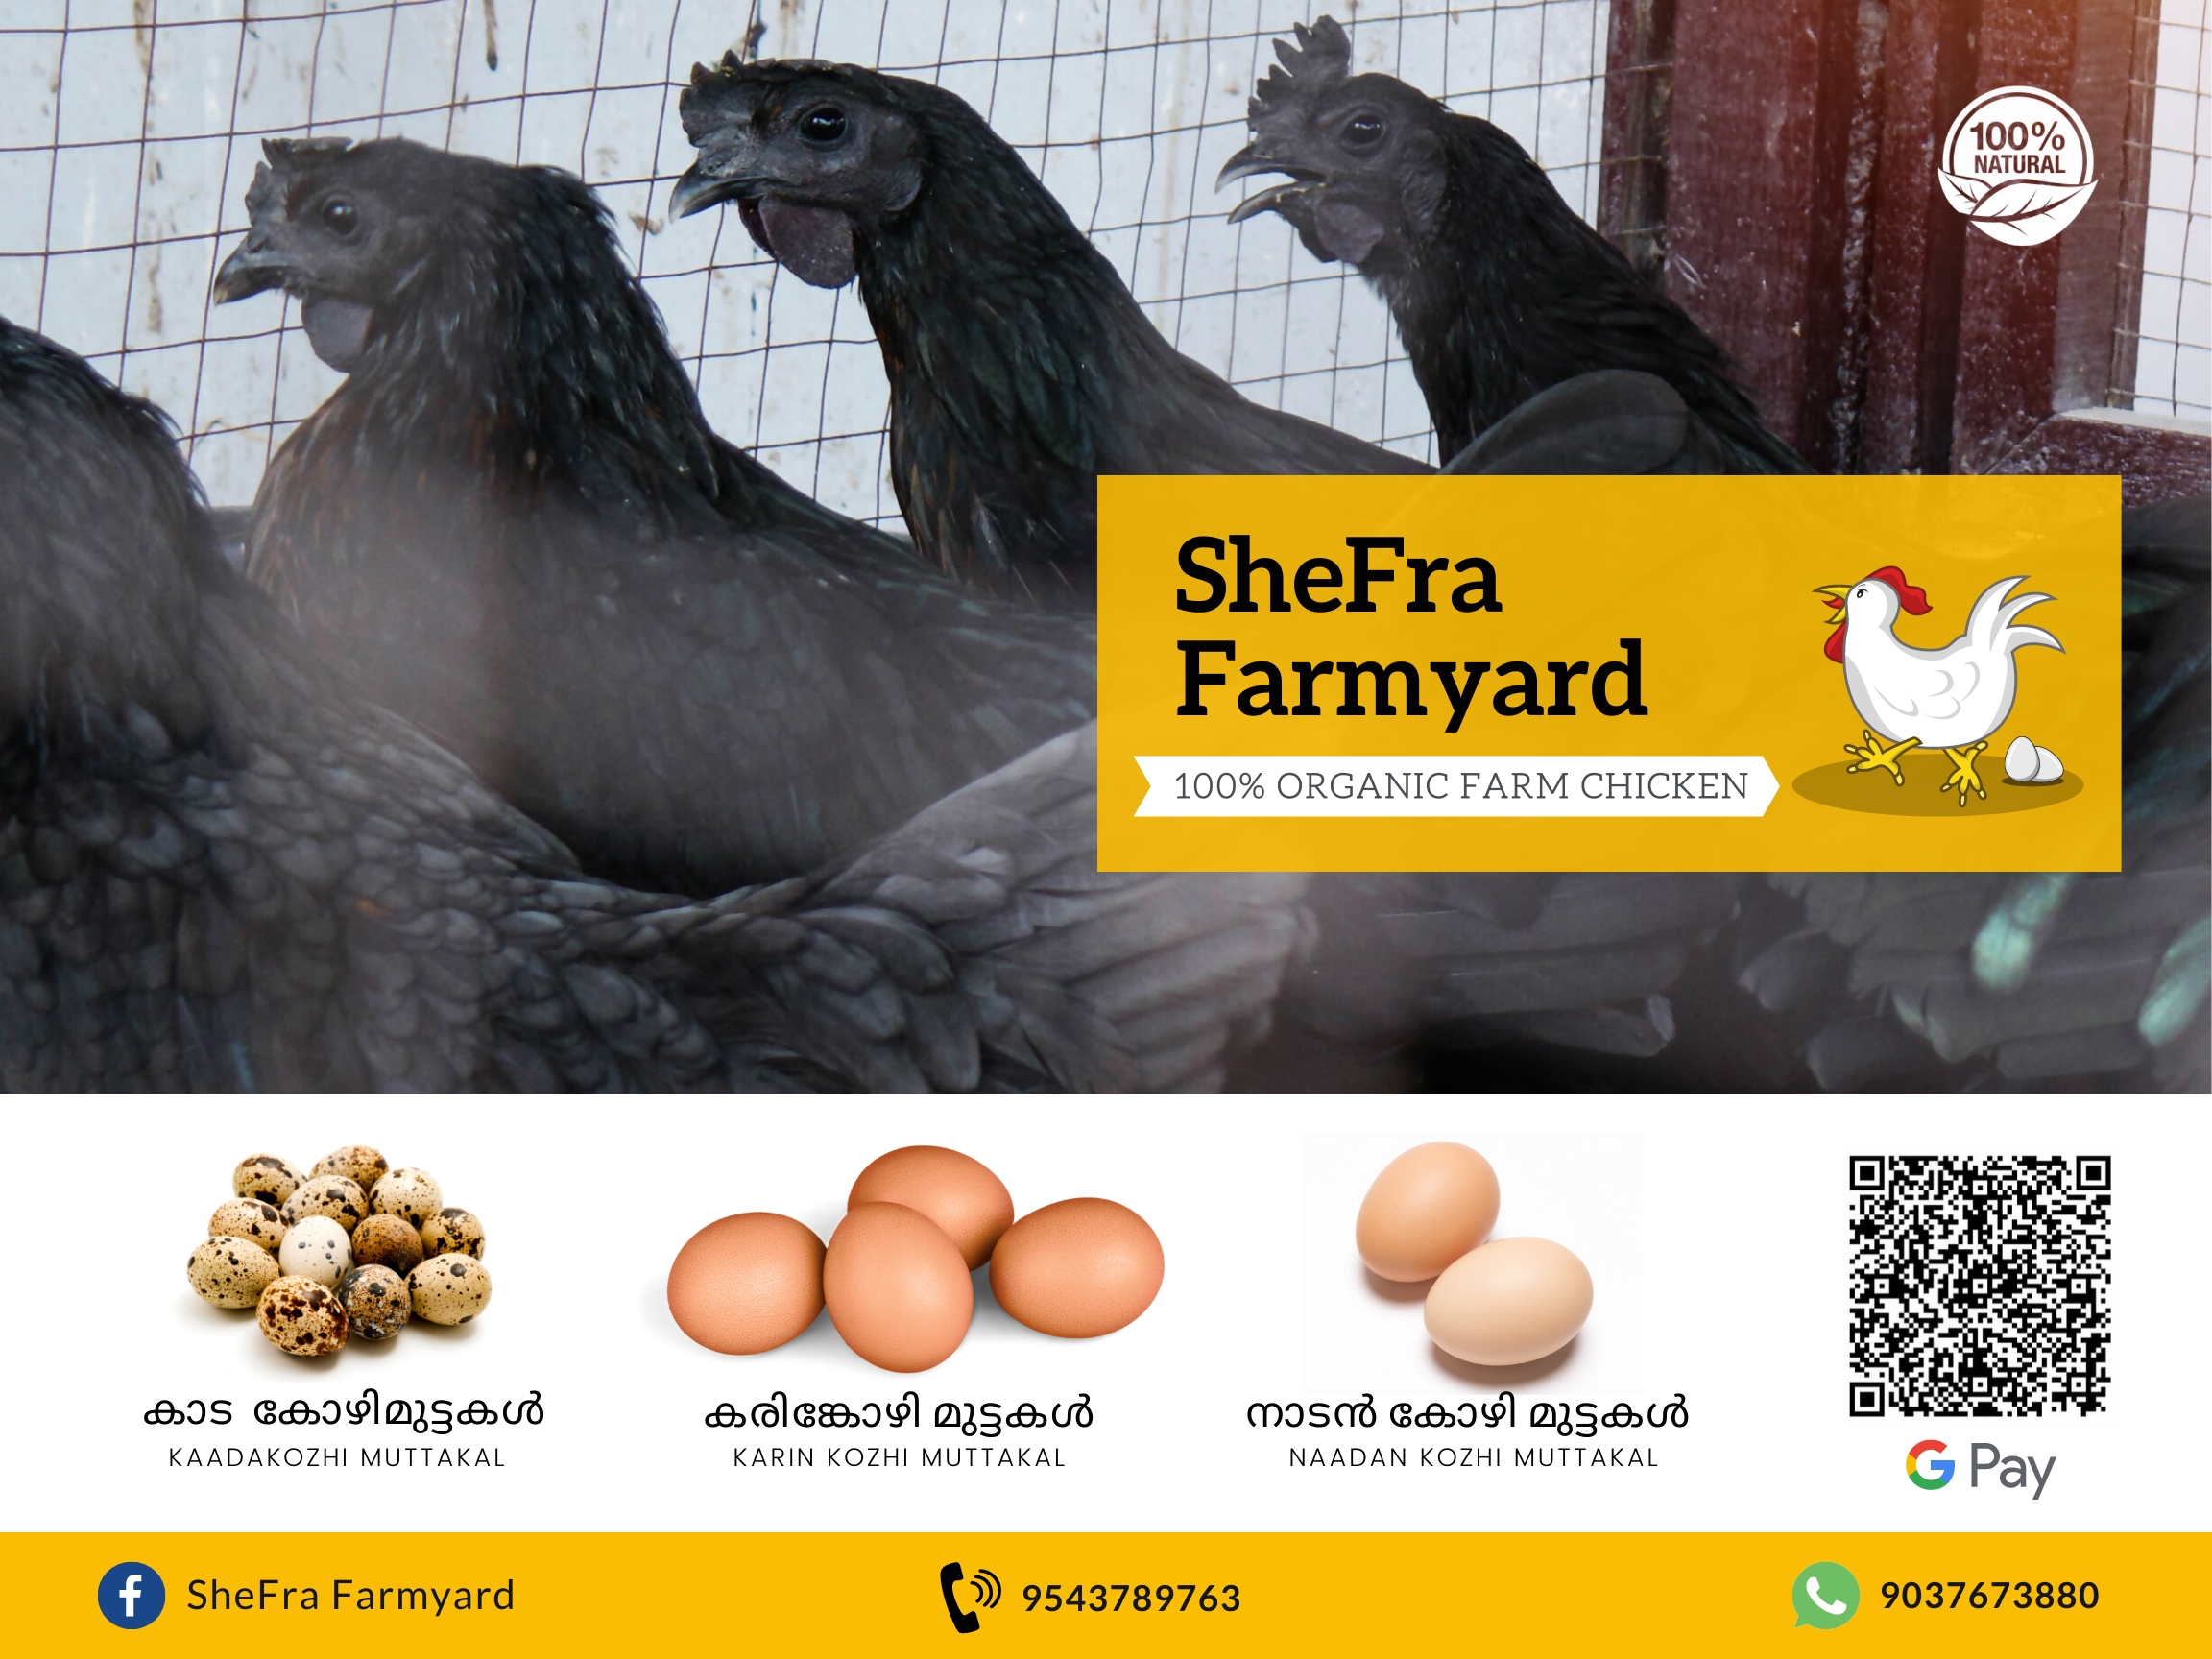 100%
NATURAL
SheFra
Farmyard
100% ORGANIC FARM CHICKEN
കാട കോഴിമുട്ടകൾ
KAADAKOZHI MUTTAKAL
കരിങ്കോഴി മുട്ടകൾ
KARIN KOZHI MUTTAKAL
നാടൻ കോഴി മുട്ടകൾ
NAADAN KOZHI MUTTAKAL
G Pay
SheFra Farmyard
9543789763
9037673880